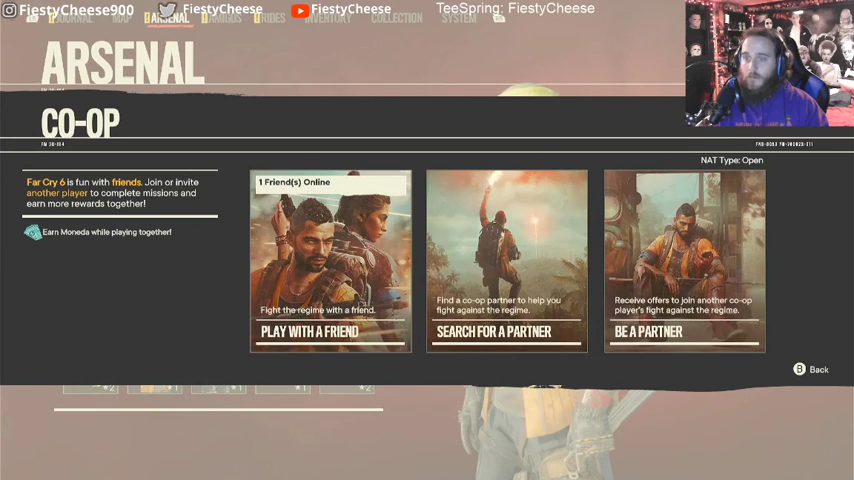 FiestyCheese900
FiestyCheese
FiestyCheese
TeeSpring: FiestyCheese
JOURNAL
MAP
ARSENAL
AMIGOS
RIDES
INVENTORY
COLLECTION
SYSTEM
ARSENAL
CO-OP
NAT Type: Open
Far Cry 6 is fun with friends. Join or invite
another player to complete missions and
earn more rewards together!
Earn Moneda while playing together!
1 Friend(s) Online
Fight the regime with a friend.
PLAY WITH A FRIEND
Find a co-op partner to help you
fight against the regime.
SEARCH FOR A PARTNER
Receive offers to join another co-op
player's fight against the regime.
BE A PARTNER
B Back